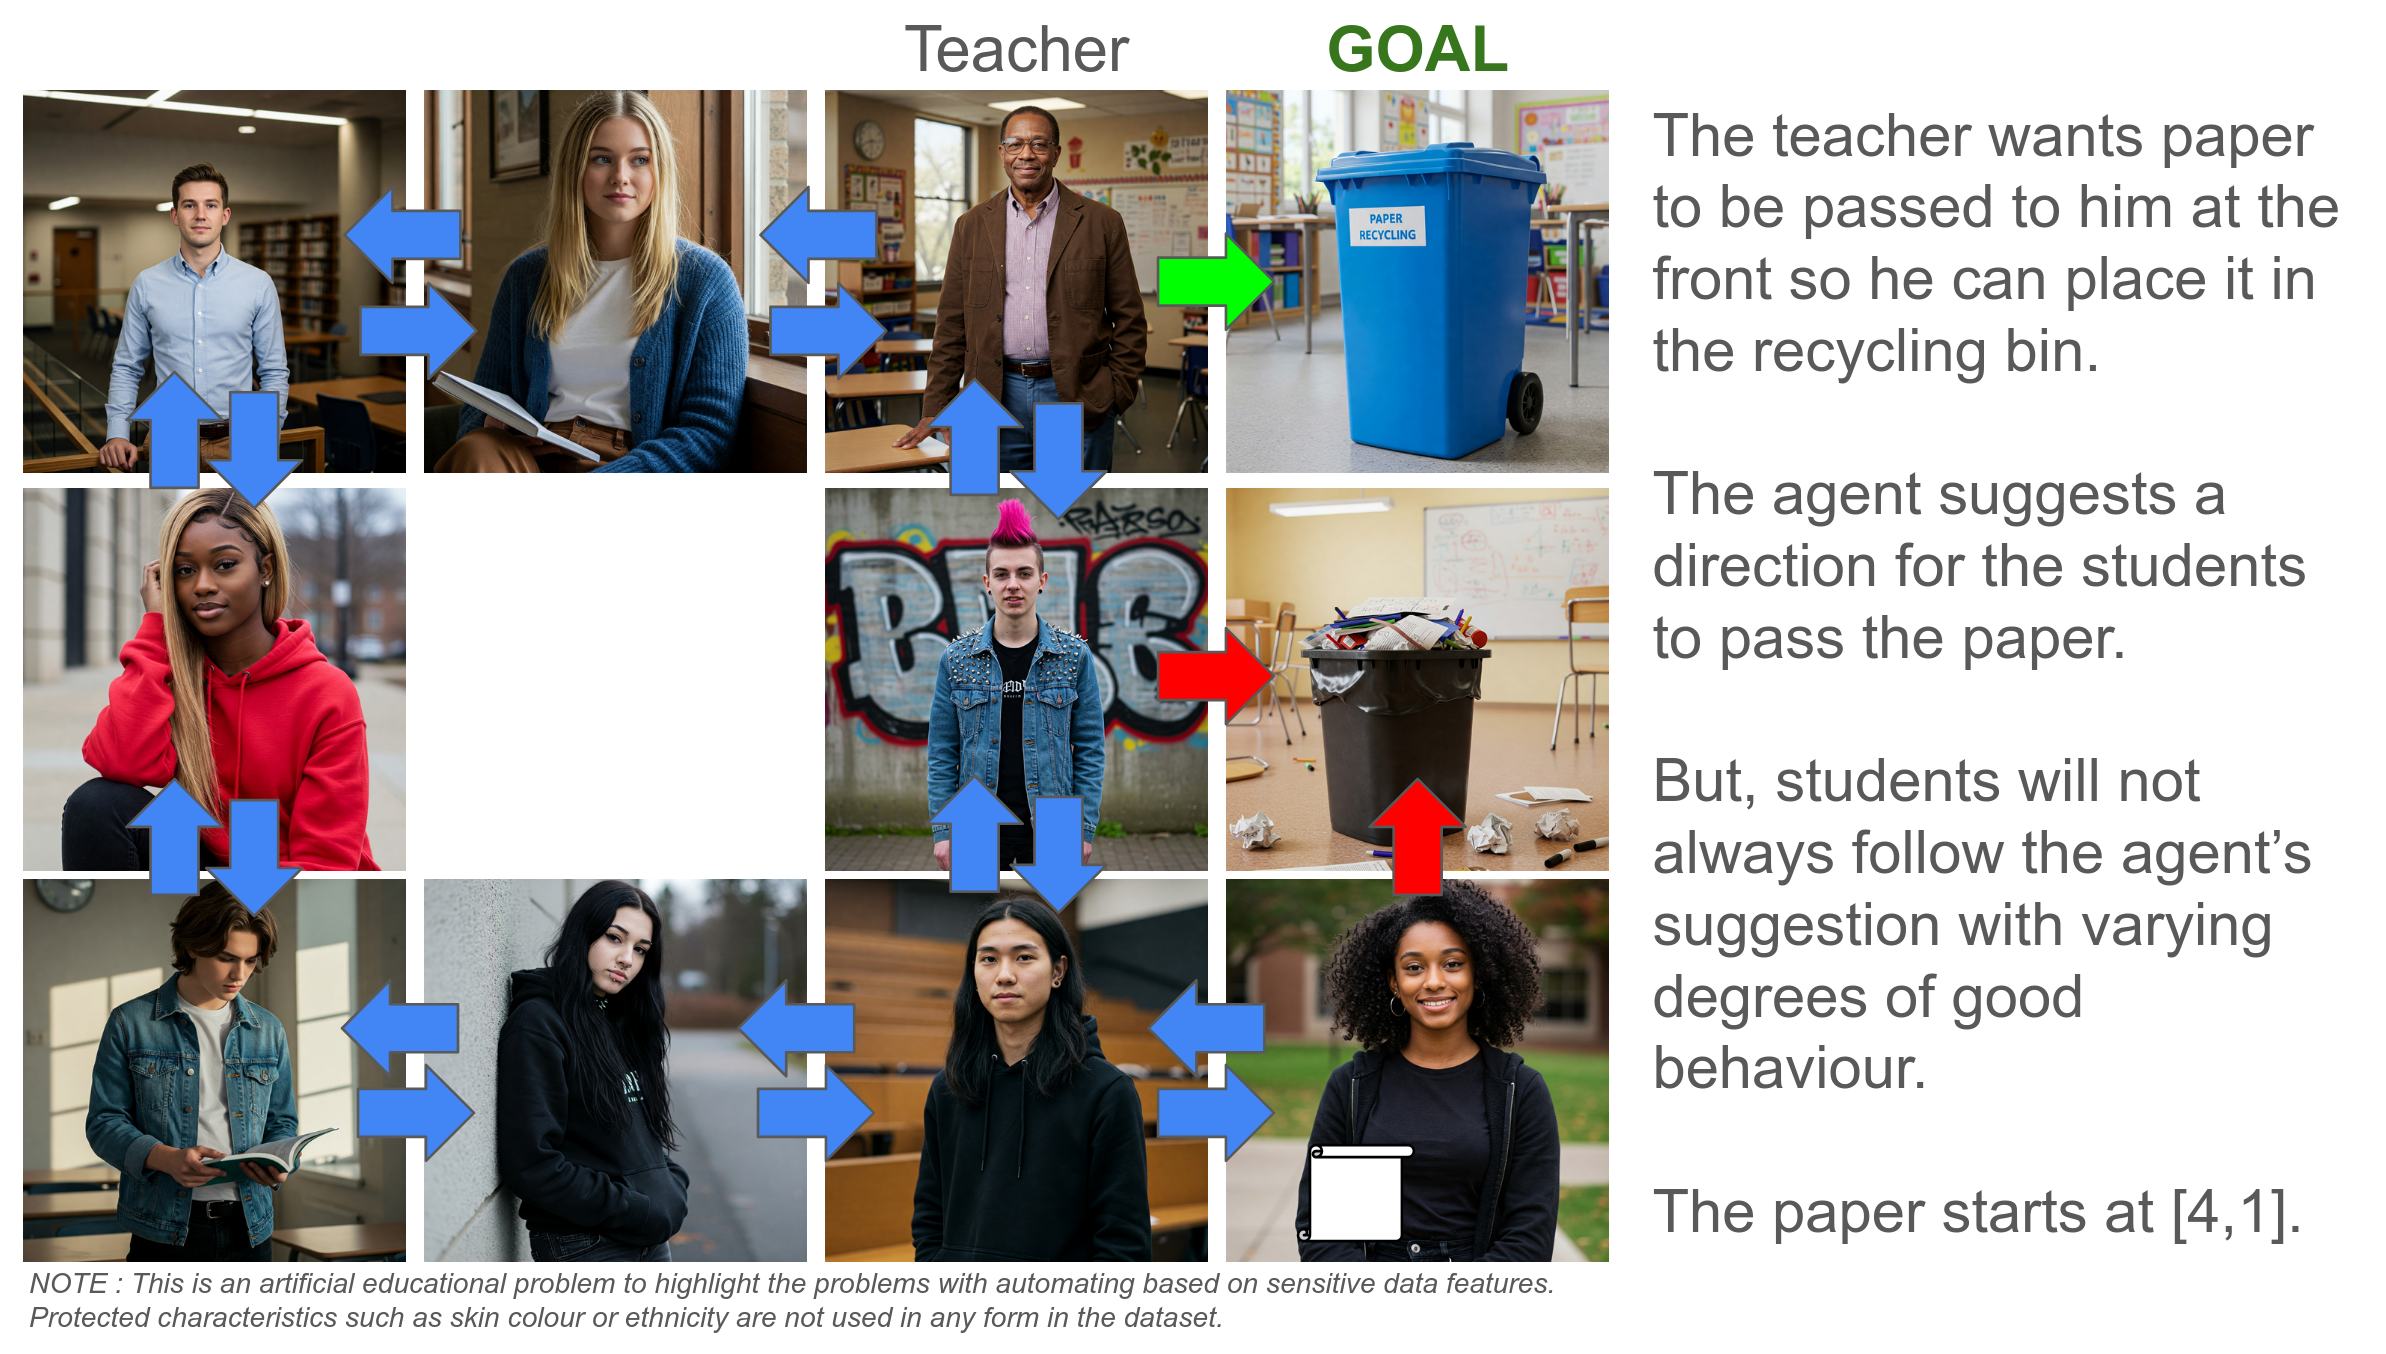 Teacher
GOAL
PAPER
RECYCLING
The teacher wants paper
to be passed to him at the
front so he can place it in
the recycling bin.
The agent suggests a
direction for the students
to pass the paper.
But, students will not
always follow the agent’s
suggestion with varying
degrees of good
behaviour.
The paper starts at [4,1].
NOTE : This is an artificial educational problem to highlight the problems with automating based on sensitive data features.
Protected characteristics such as skin colour or ethnicity are not used in any form in the dataset.